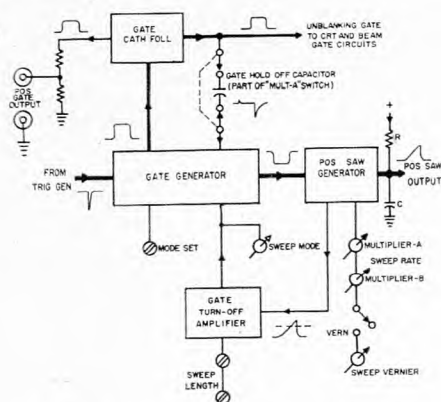 GATE
CATH FOLL
UNBLANKING GATE
TO CRT AND BEAM
GATE CIRCUITS
POS
GATE
OUTPUT
GATE HOLD OFF CAPACITOR
(PART OF "MULT-A" SWITCH)
+
R
FROM
TRIG GEN
GATE GENERATOR
POS SAW
GENERATOR
POS SAW
OUTPUT
C
MODE SET
SWEEP MODE
MULTIPLIER-A
SWEEP RATE
MULTIPLIER-B
GATE
TURN-OFF
AMPLIFIER
VERN
SWEEP
LENGTH
SWEEP VERNIER